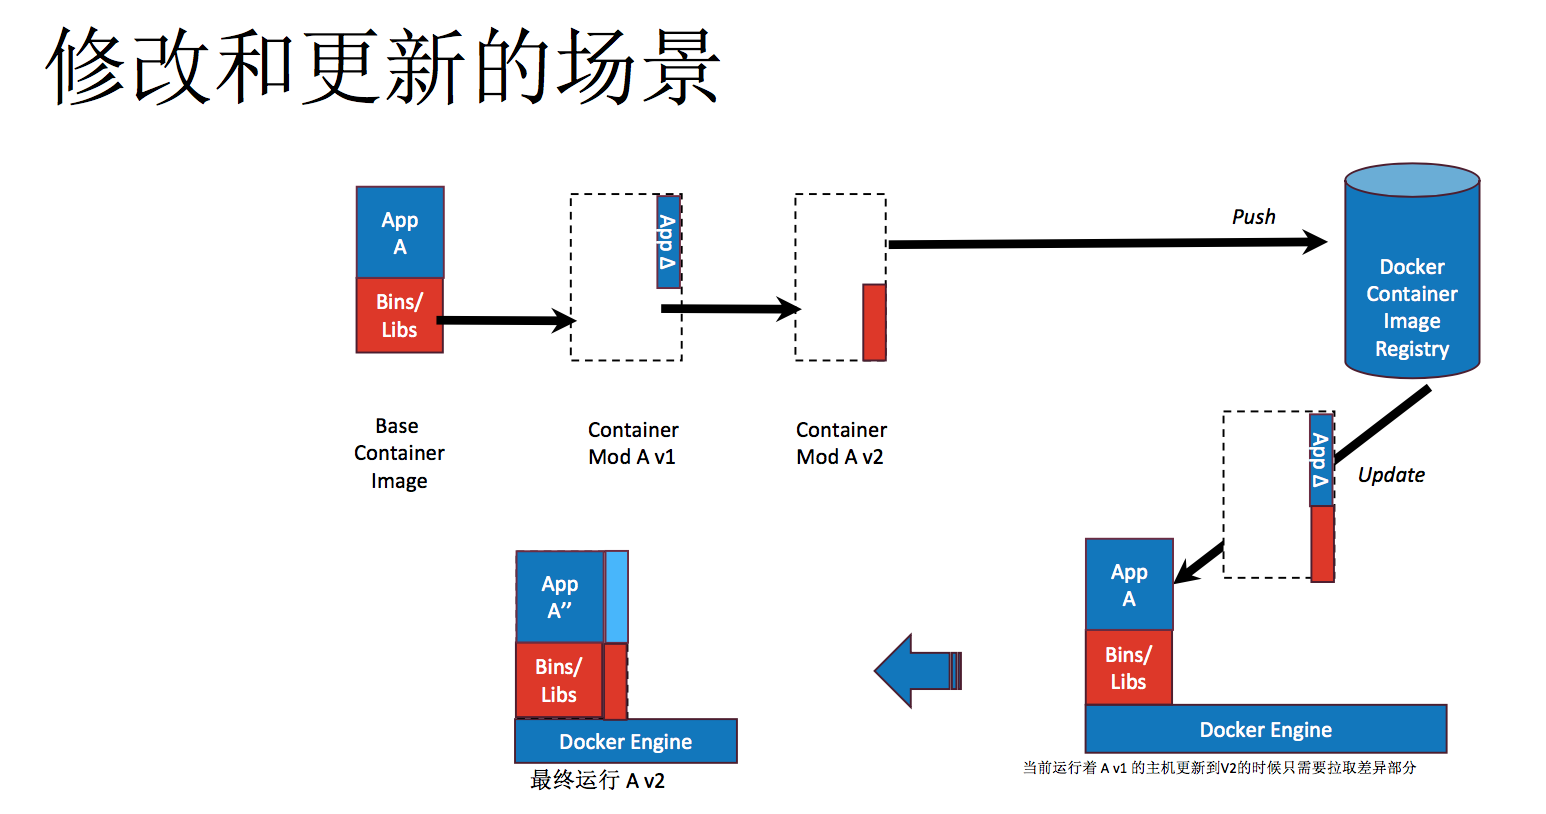 修改和更新的场景
App
A
Bins/
Libs
Base
Container
Image
App Δ
Container
Mod A v1
Container
Mod A v2
Push
Docker
Container
Image
Registry
App Δ
Update
App
A
Bins/
Libs
Docker Engine
当前运行着 A v1 的主机更新到V2的时候只需要拉取差异部分
App
A’’
Bins/
Libs
Docker Engine
最终运行 A v2